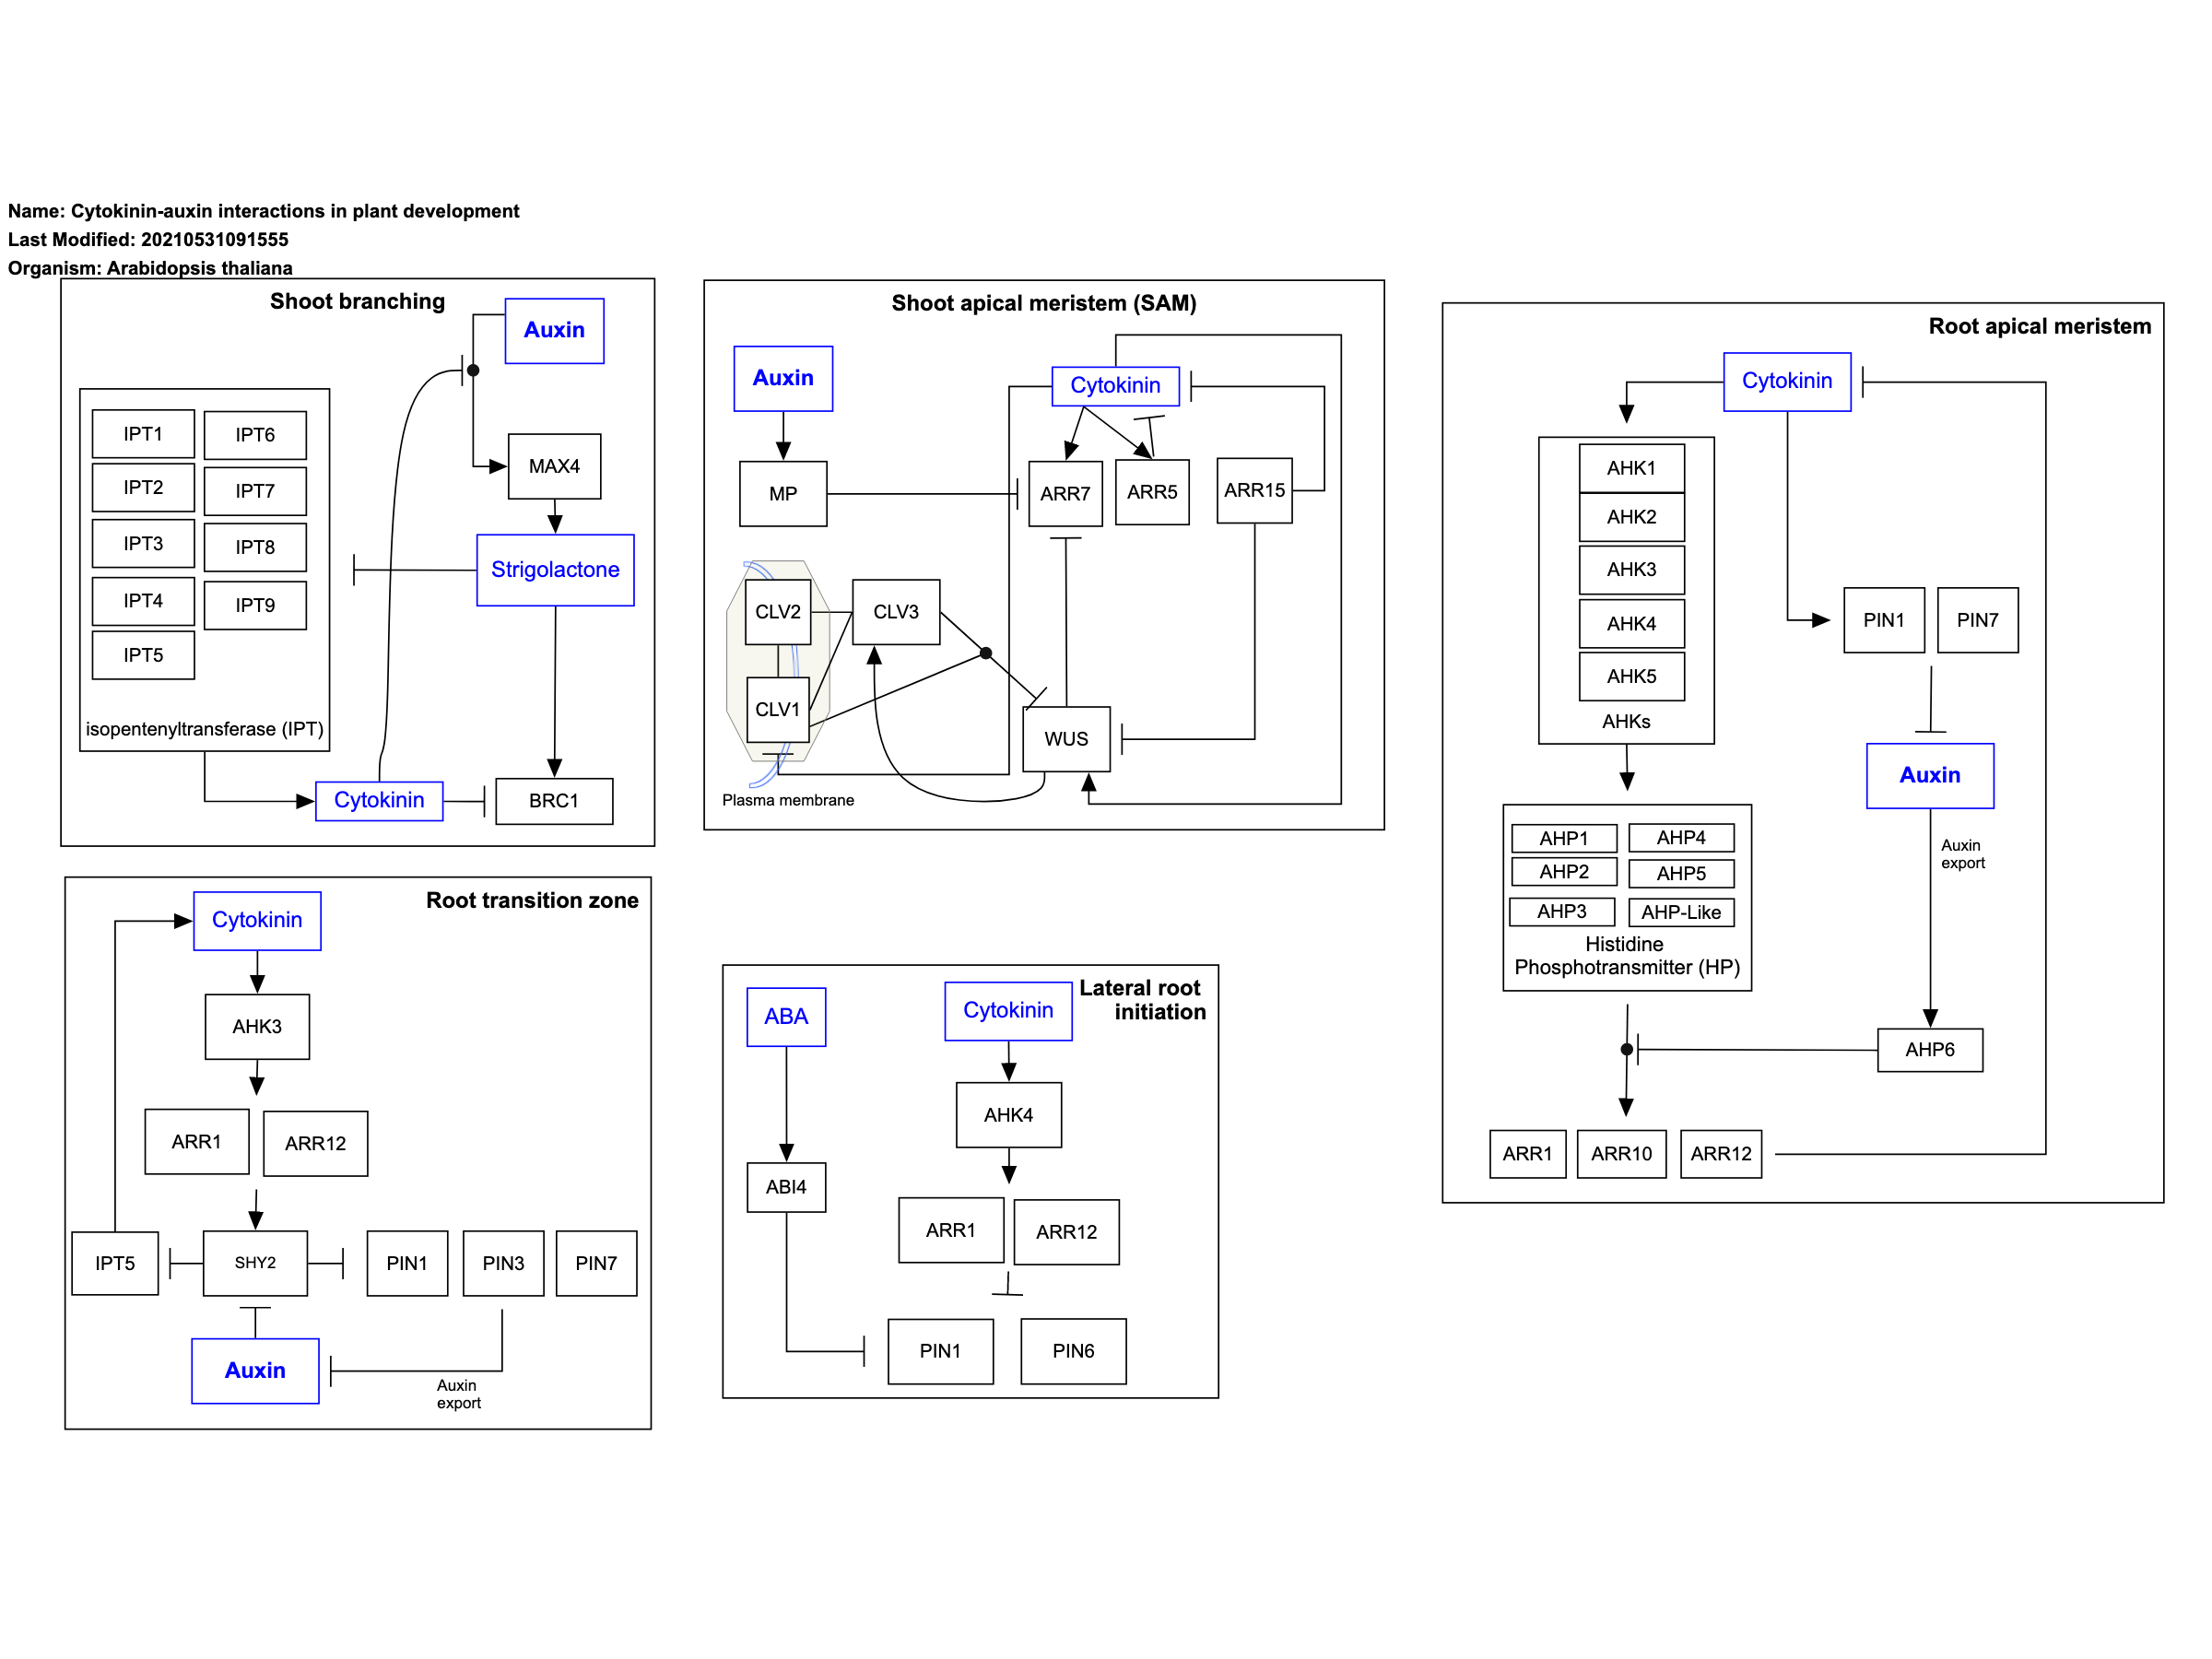 Name: Cytokinin-auxin interactions in plant development
Last Modified: 20210531091555
Organism: Arabidopsis thaliana
Shoot branching
Auxin
IPT1
IPT6
IPT2
IPT7
IPT3
IPT8
IPT4
IPT9
IPT5
isopentenyltransferase (IPT)
MAX4
Strigolactone
Cytokinin
BRC1
Shoot apical meristem (SAM)
Auxin
Cytokinin
MP
ARR7
ARR5
ARR15
CLV2
CLV3
CLV1
WUS
Plasma membrane
Root apical meristem
Cytokinin
AHK1
AHK2
AHK3
AHK4
AHK5
AHKs
PIN1
PIN7
Auxin
Auxin
export
AHP1
AHP4
AHP2
AHP5
AHP3
AHP-Like
Histidine
Phosphotransmitter (HP)
AHP6
ARR1
ARR10
ARR12
Root transition zone
Cytokinin
AHK3
ARR1
ARR12
IPT5
SHY2
PIN1
PIN3
PIN7
Auxin
Auxin
export
Lateral root
initiation
ABA
Cytokinin
AHK4
ABI4
ARR1
ARR12
PIN1
PIN6